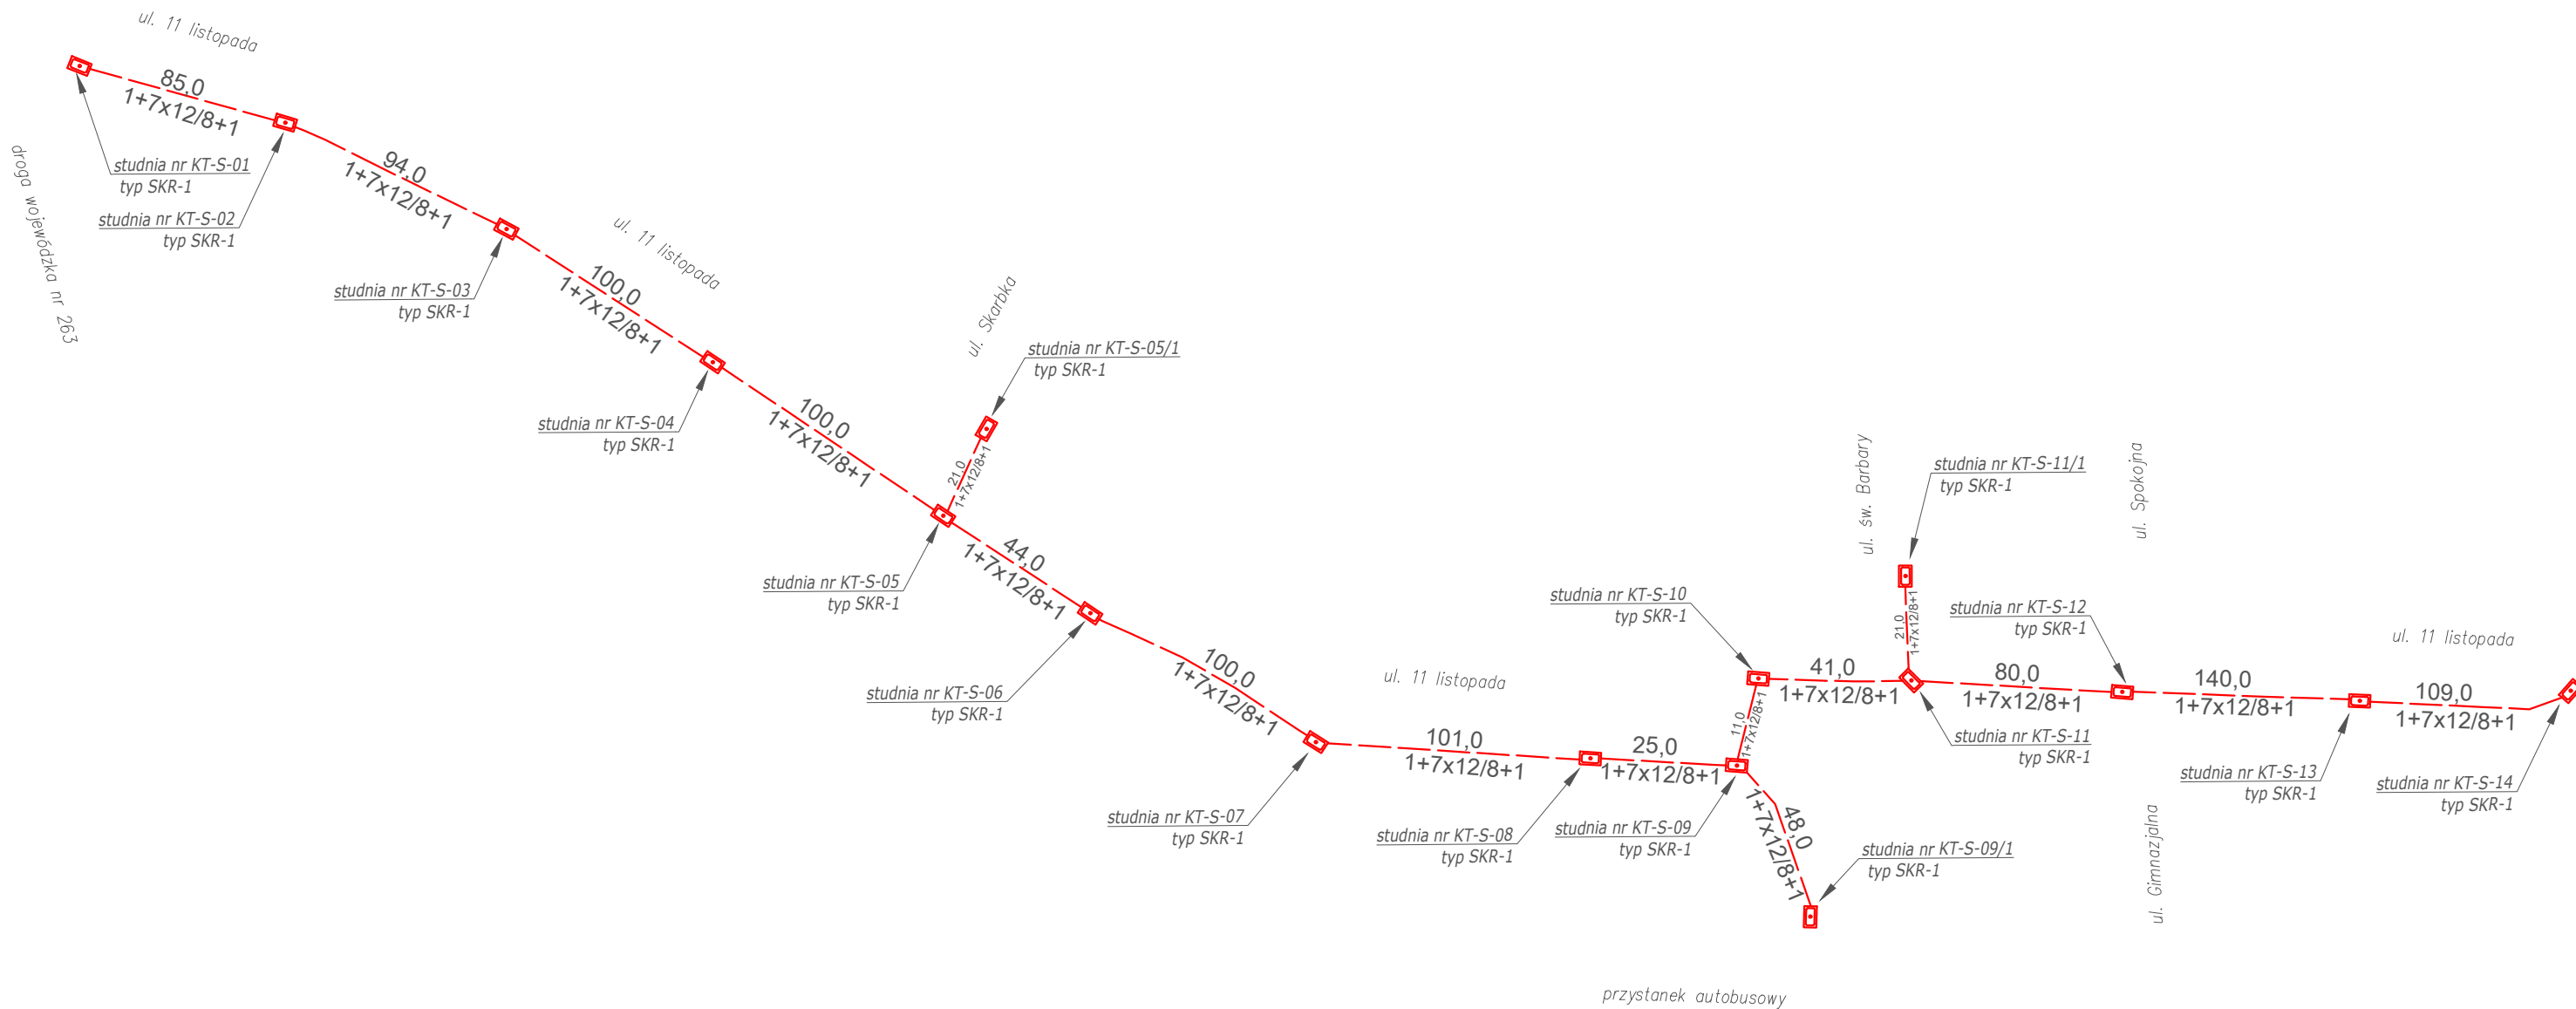 ul. 11 listopada
85,0
1+7x12/8+1
studnia nr KT-S-01
typ SKR-1
droga wojewódzka nr 263
studnia nr KT-S-02
typ SKR-1
94,0
1+7x12/8+1
studnia nr KT-S-03
typ SKR-1
ul. 11 listopada
100,0
1+7x12/8+1
studnia nr KT-S-04
typ SKR-1
100,0
1+7x12/8+1
ul. Skarbka
studnia nr KT-S-05/1
typ SKR-1
21,0
1+7x12/8+1
studnia nr KT-S-05
typ SKR-1
44,0
1+7x12/8+1
studnia nr KT-S-06
typ SKR-1
100,0
1+7x12/8+1
studnia nr KT-S-07
typ SKR-1
ul. 11 listopada
101,0
1+7x12/8+1
studnia nr KT-S-08
typ SKR-1
25,0
1+7x12/8+1
studnia nr KT-S-09
typ SKR-1
48,0
1+7x12/8+1
studnia nr KT-S-09/1
typ SKR-1
przystanek autobusowy
11,0
1+7x12/8+1
studnia nr KT-S-10
typ SKR-1
41,0
1+7x12/8+1
ul. św. Barbary
studnia nr KT-S-11/1
typ SKR-1
21,0
1+7x12/8+1
studnia nr KT-S-11
typ SKR-1
80,0
1+7x12/8+1
ul. Spokojna
studnia nr KT-S-12
typ SKR-1
140,0
1+7x12/8+1
ul. Gimnazjalna
studnia nr KT-S-13
typ SKR-1
ul. 11 listopada
109,0
1+7x12/8+1
studnia nr KT-S-14
typ SKR-1